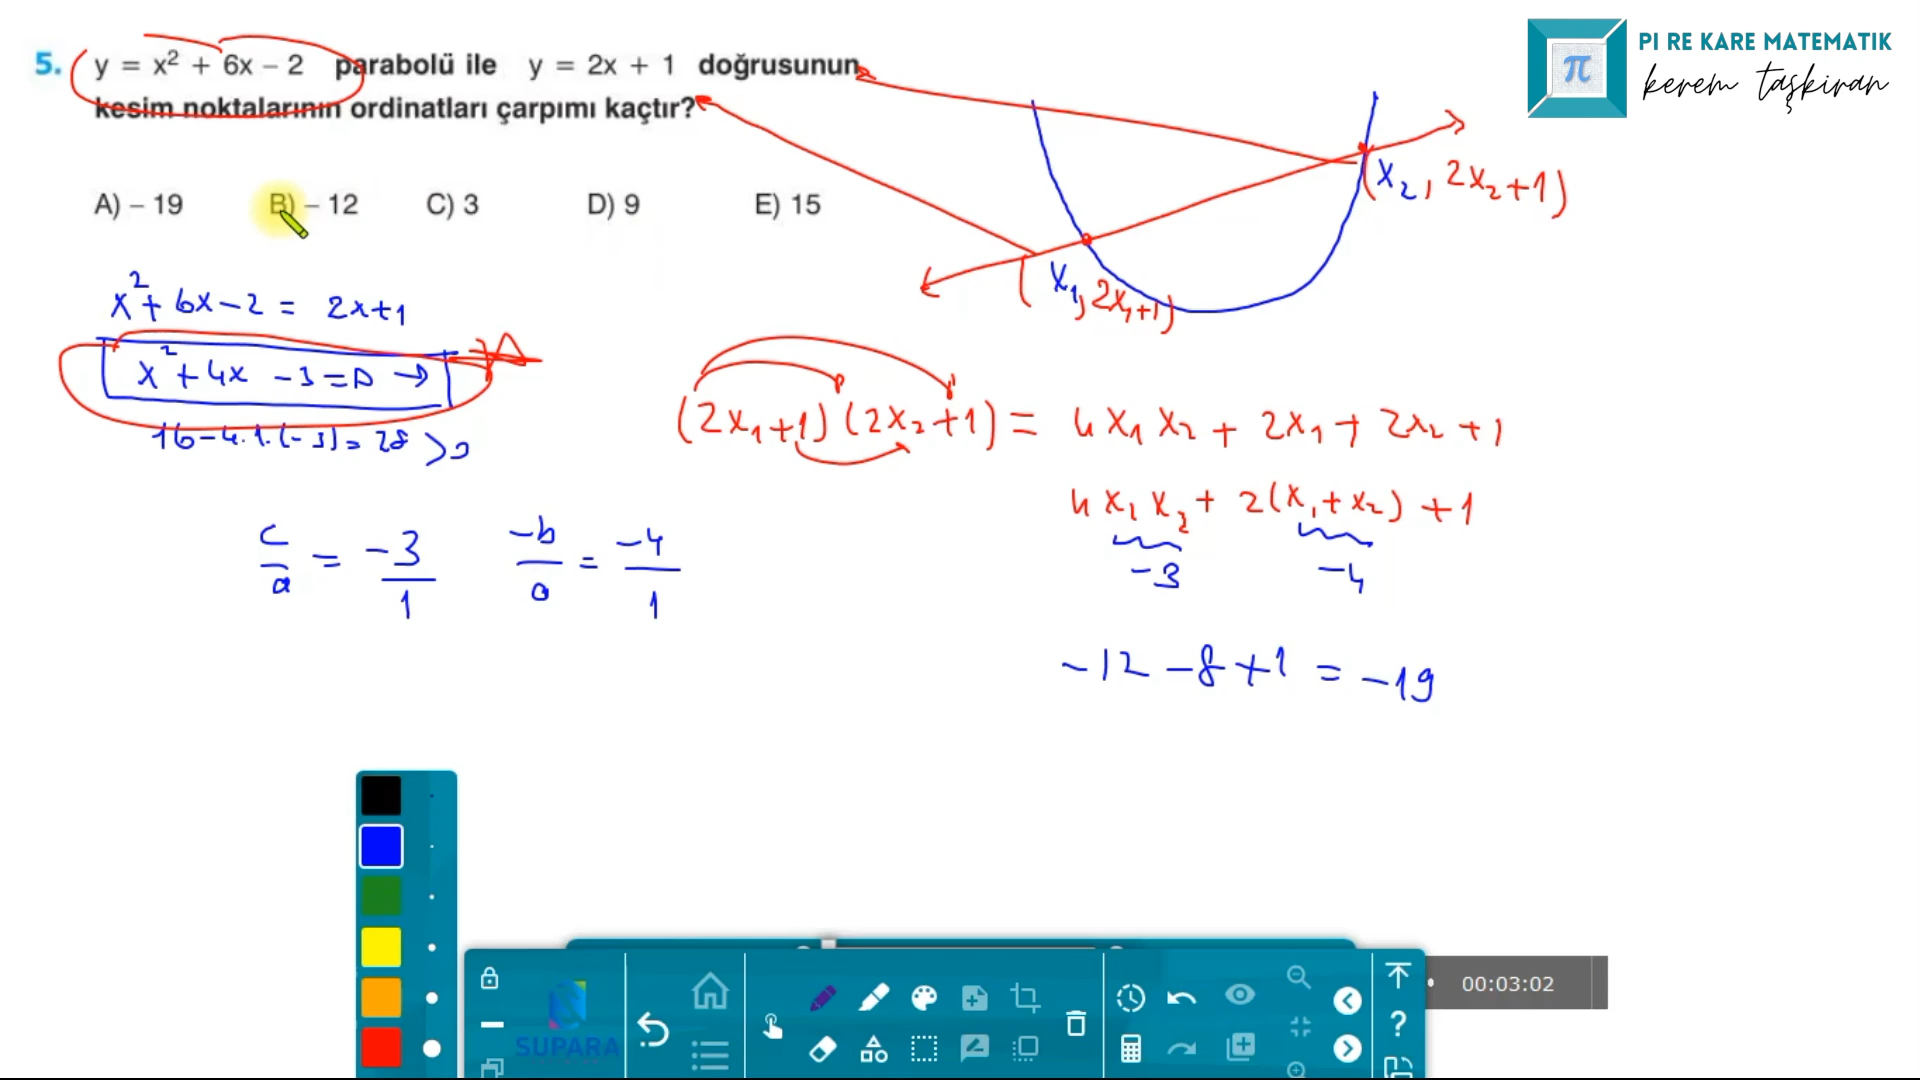 PI RE KARE MATEMATIK
kerem taşkıran
π
5. y = x² + 6x – 2 parabolü ile y = 2x + 1 doğrusunun
kesim noktalarının ordinatları çarpımı kaçtır?
A) – 19 B) – 12 C) 3 D) 9 E) 15
(x₂, 2x₂+1)
(x₁, 2x₁+1)
x²+6x-2 = 2x+1
x²+4x -3=0 →
16-4.1.(-3)=28 >0
(2x₁+1)(2x₂+1) = 4x₁x₂ + 2x₁ + 2x₂ +1
4x₁x₂ + 2(x₁+x₂) +1
-3 -4
c/a = -3/1 -b/a = -4/1
-12 -8 +1 = -19
SUPARA
00:03:02
?